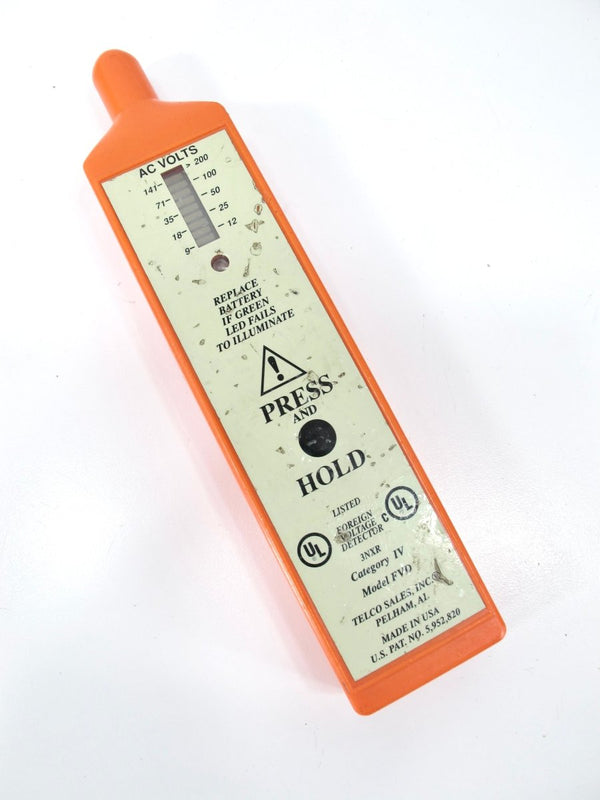 AC VOLTS
141 > 200
71 100
35 50
18 25
9 12
REPLACE
BATTERY
IF GREEN
LED FAILS
TO ILLUMINATE
!
PRESS
AND
HOLD
LISTED
UL FOREIGN C UL
VOLTAGE
DETECTOR
3NXR
Category IV
Model FVD
TELCO SALES, INC.
PELHAM, AL
MADE IN USA
U.S. PAT. NO. 5,952,820